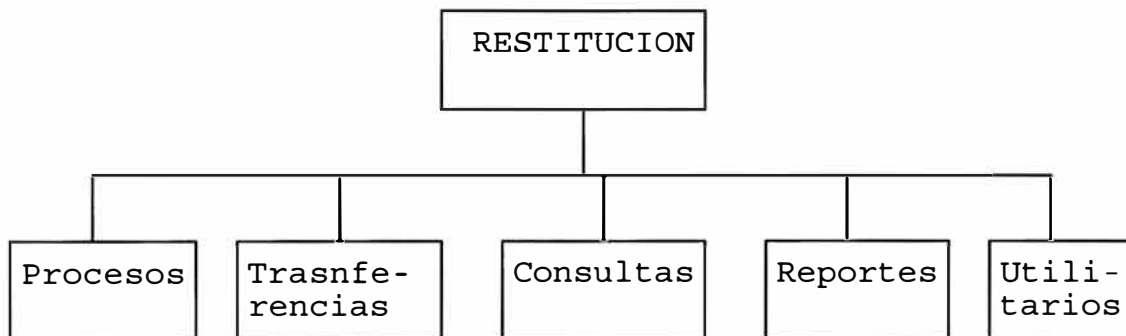 RESTITUCION
Procesos
Trasnfe-
rencias
Consultas
Reportes
Utili-
tarios